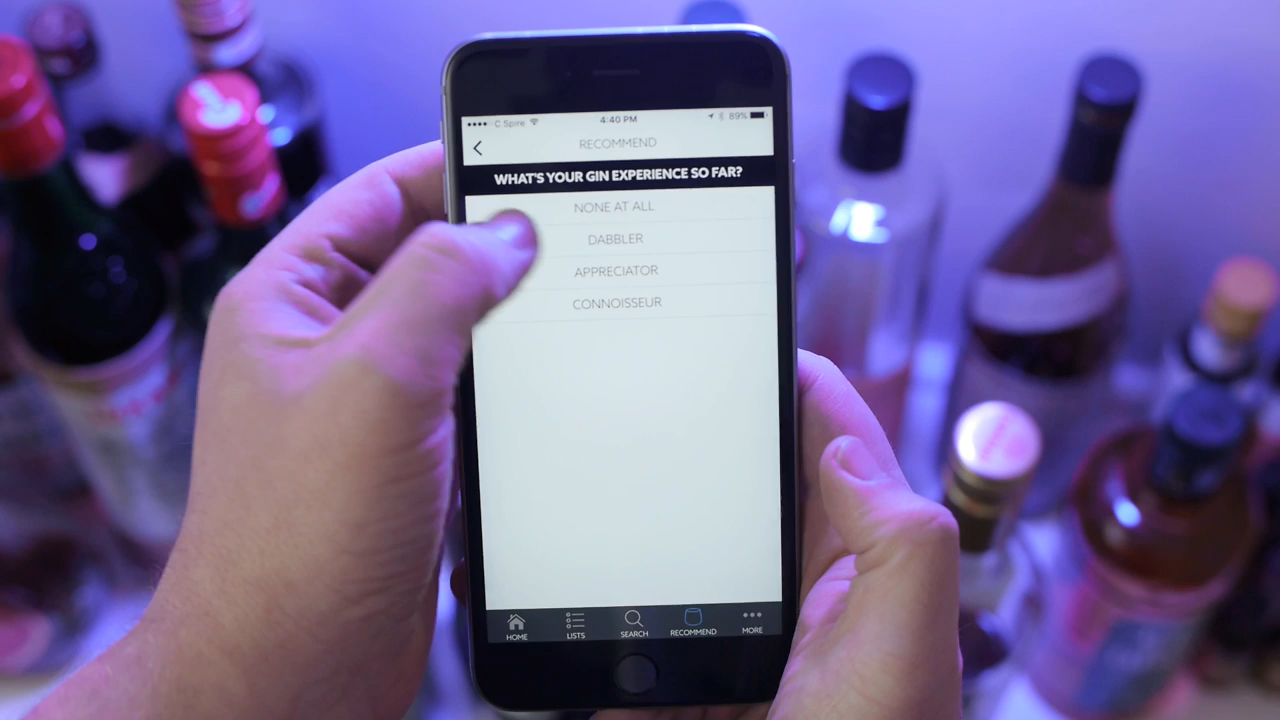 C Spire 4:40 PM 89%
RECOMMEND
WHAT'S YOUR GIN EXPERIENCE SO FAR?
NONE AT ALL
DABBLER
APPRECIATOR
CONNOISSEUR
HOME LISTS SEARCH RECOMMEND MORE